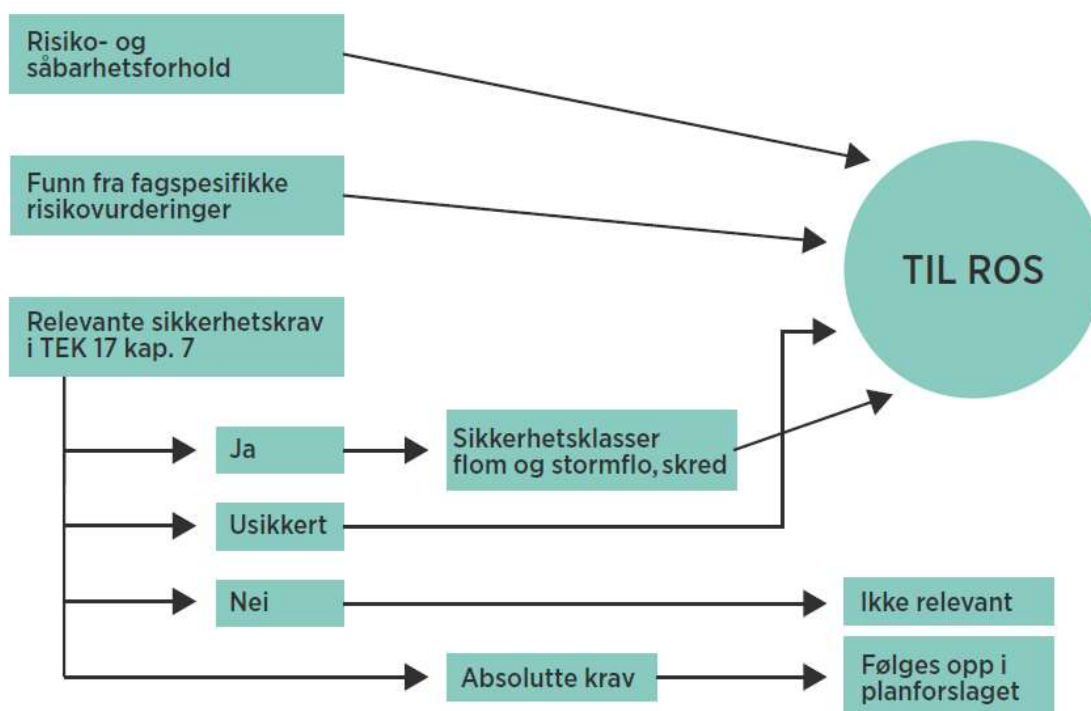 Risiko- og
såbarhetsforhold
Funn fra fagspesifikke
risikovurderinger
TIL ROS
Relevante sikkerhetskrav
i TEK 17 kap. 7
Ja
Sikkerhetsklasser
flom og stormflo, skred
Usikkert
Nei
Ikke relevant
Absolutte krav
Følges opp i
planforslaget